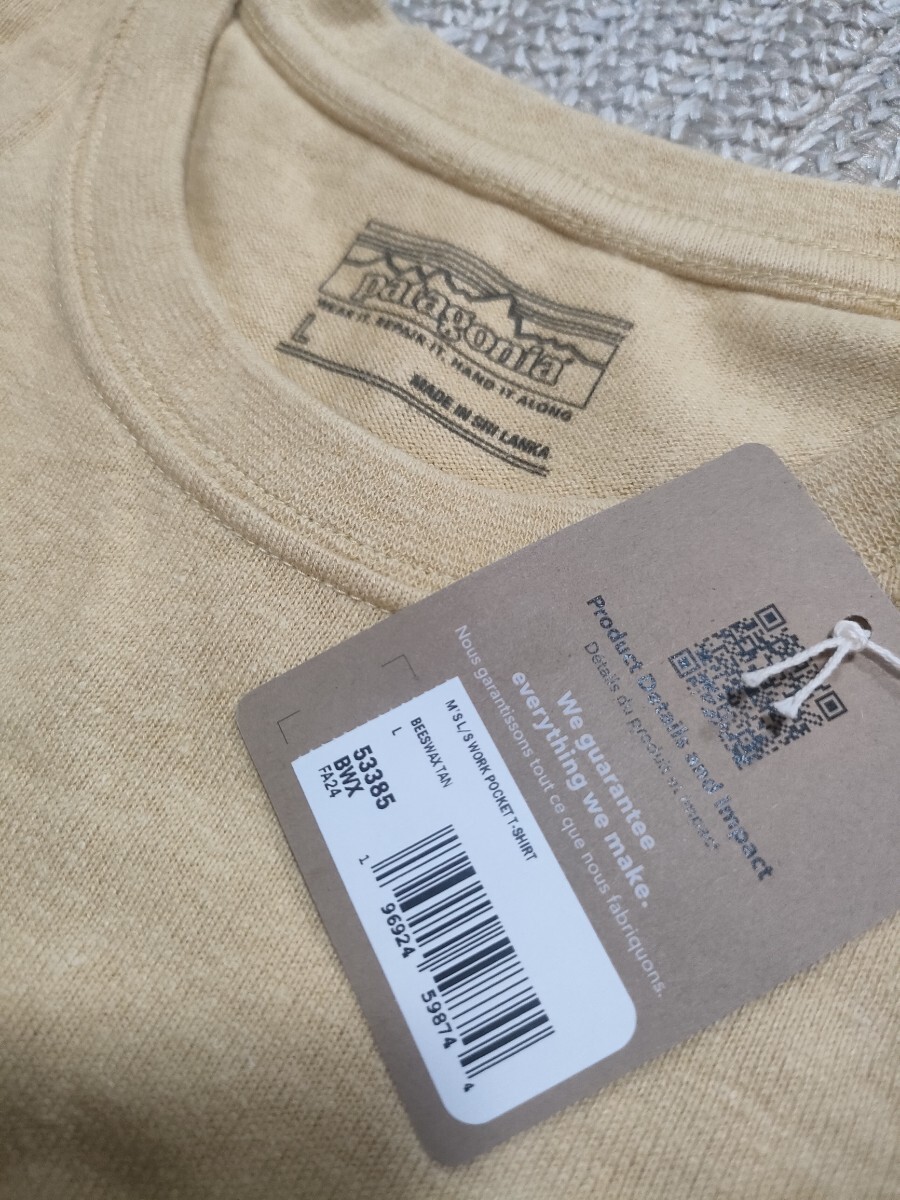 patagonia
WEAR IT. REPAIR IT. HAND IT ALONG
L
MADE IN SRI LANKA
Product Details and Impact
Détails du Produit et Impact
We guarantee
everything we make.
Nous garantissons tout ce que nous fabriquons.
M'S L/S WORK POCKET T-SHIRT
BEESWAX TAN
L
53385
BWX
FA24
1 96924 59874 4